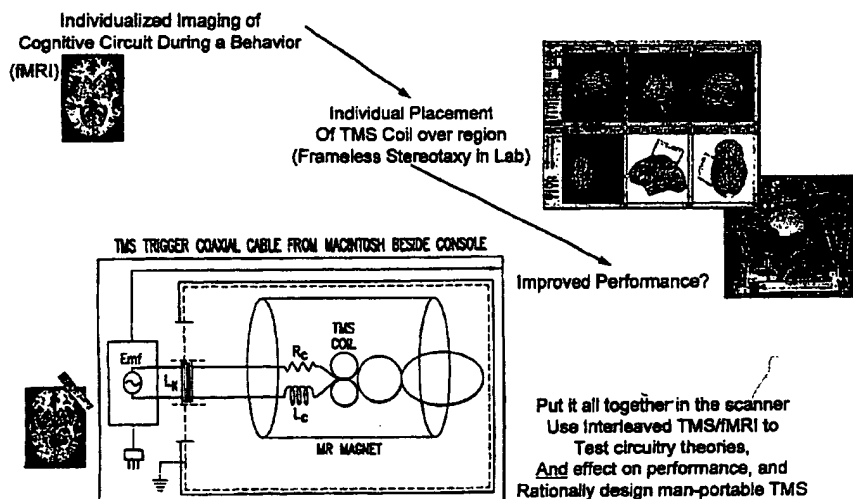 Individualized Imaging of
Cognitive Circuit During a Behavior
(fMRI)
Individual Placement
Of TMS Coil over region
(Frameless Stereotaxy in Lab)
Improved Performance?
TMS TRIGGER COAXIAL CABLE FROM MACINTOSH BESIDE CONSOLE
Emf
LX
RC
LC
TMS
COIL
MR MAGNET
Put it all together in the scanner
Use Interleaved TMS/fMRI to
Test circuitry theories,
And effect on performance, and
Rationally design man-portable TMS